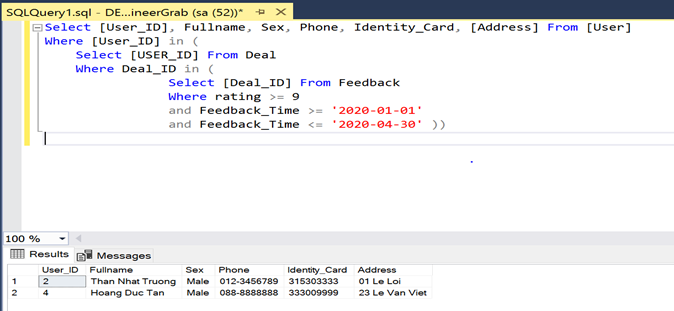 SQLQuery1.sql - DE...ineerGrab (sa (52))*
Select [User_ID], Fullname, Sex, Phone, Identity_Card, [Address] From [User]
Where [User_ID] in (
Select [USER_ID] From Deal
Where Deal_ID in (
Select [Deal_ID] From Feedback
Where rating >= 9
and Feedback_Time >= '2020-01-01'
and Feedback_Time <= '2020-04-30' ))
100 %
Results Messages
User_ID Fullname Sex Phone Identity_Card Address
1 2 Than Nhat Truong Male 012-3456789 315303333 01 Le Loi
2 4 Hoang Duc Tan Male 088-8888888 333009999 23 Le Van Viet